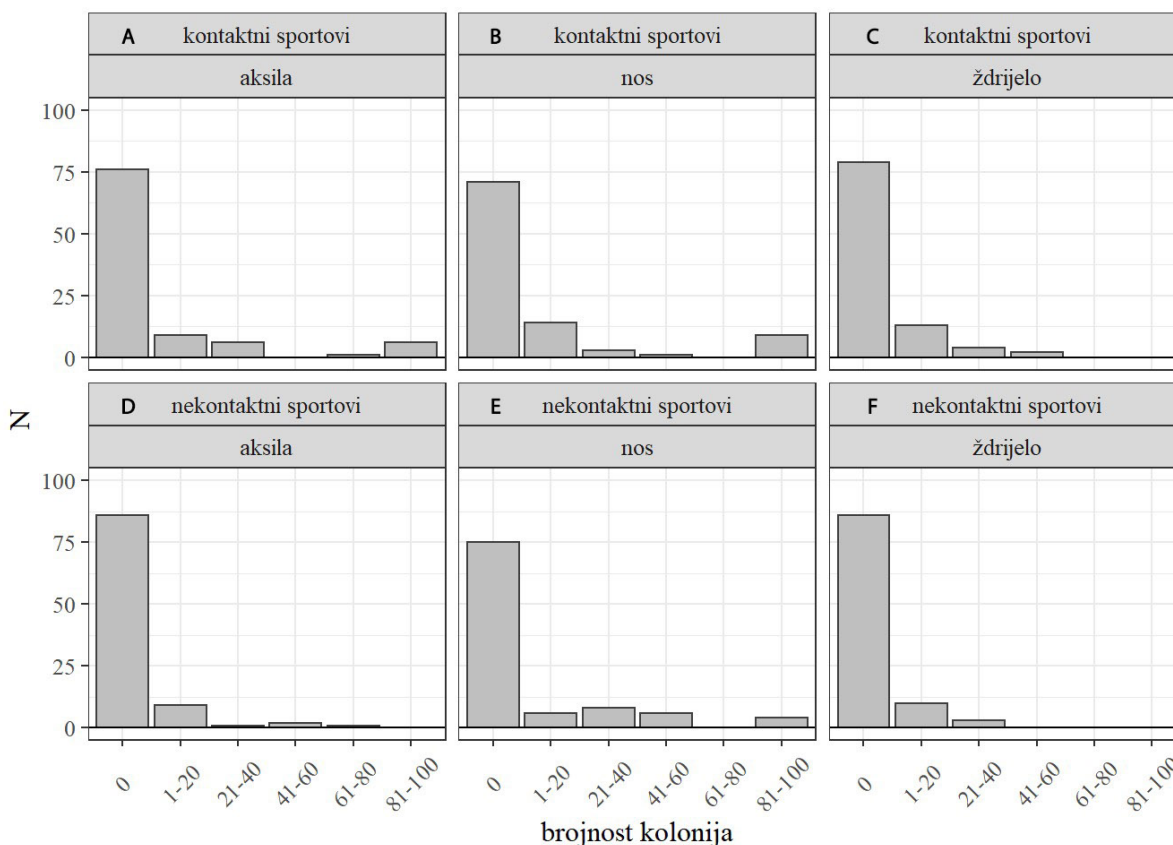 A kontaktni sportovi
B kontaktni sportovi
C kontaktni sportovi
aksila
nos
ždrijelo
100
75
50
25
0
N
D nekontaktni sportovi
E nekontaktni sportovi
F nekontaktni sportovi
aksila
nos
ždrijelo
100
75
50
25
0
0 1-20 21-40 41-60 61-80 81-100
0 1-20 21-40 41-60 61-80 81-100
0 1-20 21-40 41-60 61-80 81-100
brojnost kolonija